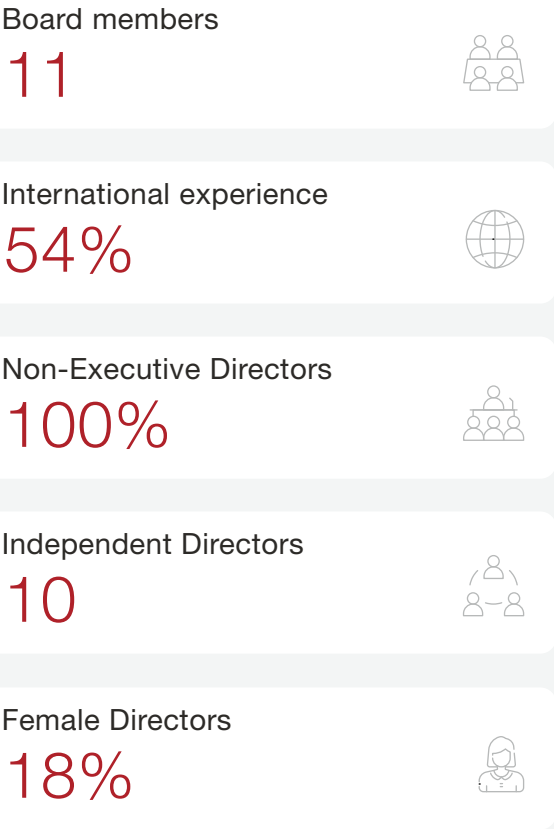 Board members
11
International experience
54%
Non-Executive Directors
100%
Independent Directors
10
Female Directors
18%